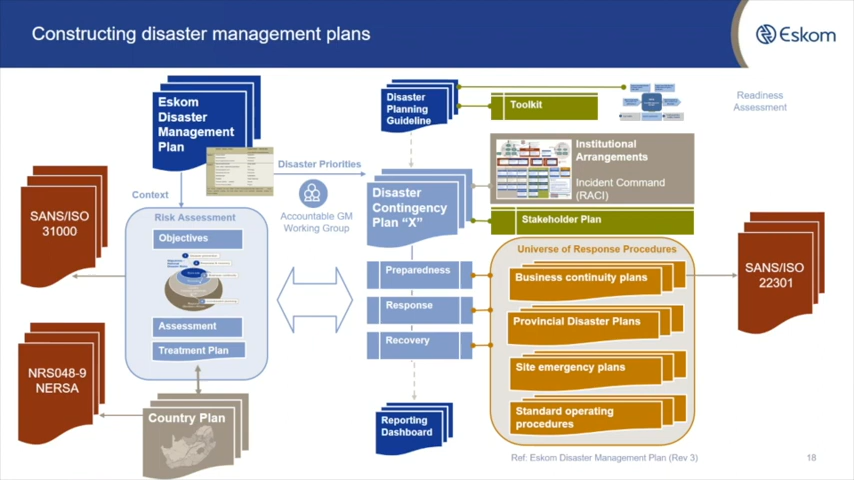 Constructing disaster management plans
Eskom
Eskom
Disaster
Management
Plan
Disaster
Planning
Guideline
Toolkit
Readiness
Assessment
Disaster Priorities
Accountable GM
Working Group
Context
Institutional
Arrangements
Incident Command
(RACI)
Disaster
Contingency
Plan “X”
Stakeholder Plan
SANS/ISO
31000
Risk Assessment
Objectives
Assessment
Treatment Plan
Preparedness
Response
Recovery
Universe of Response Procedures
Business continuity plans
Provincial Disaster Plans
Site emergency plans
Standard operating
procedures
SANS/ISO
22301
NRS048-9
NERSA
Country Plan
Reporting
Dashboard
Ref: Eskom Disaster Management Plan (Rev 3)
18